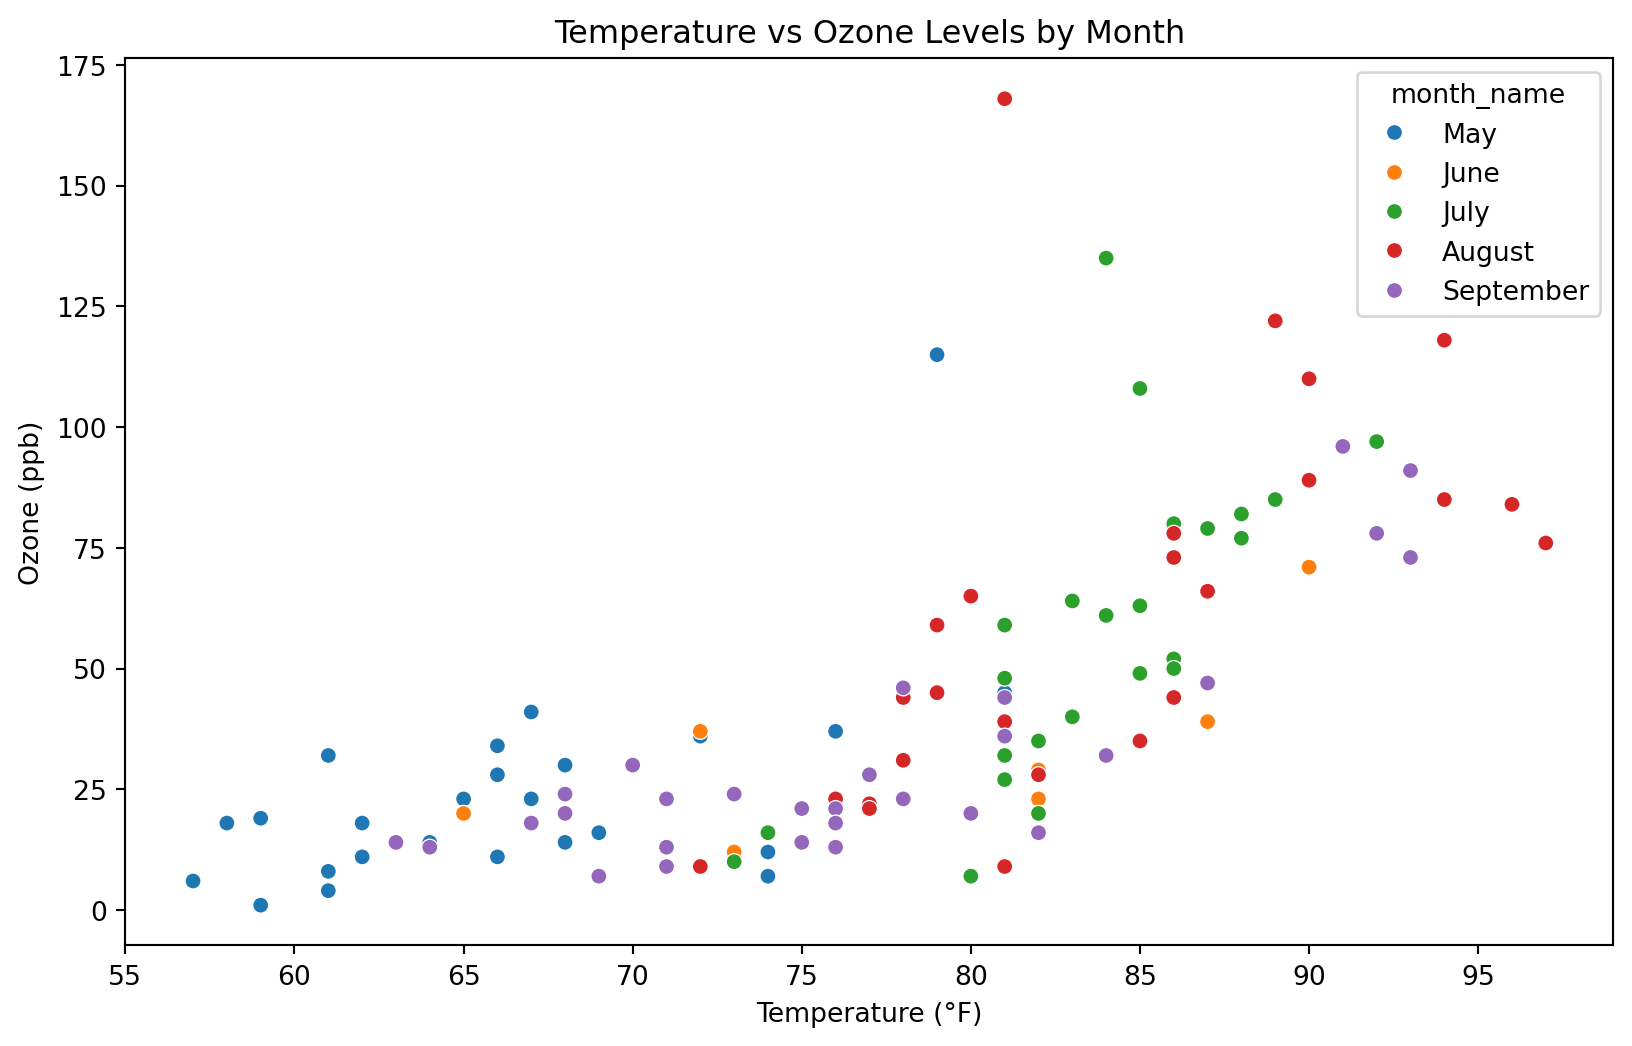 Temperature vs Ozone Levels by Month
175
150
125
100
75
50
25
0
Ozone (ppb)
month_name
May
June
July
August
September
55 60 65 70 75 80 85 90 95
Temperature (°F)